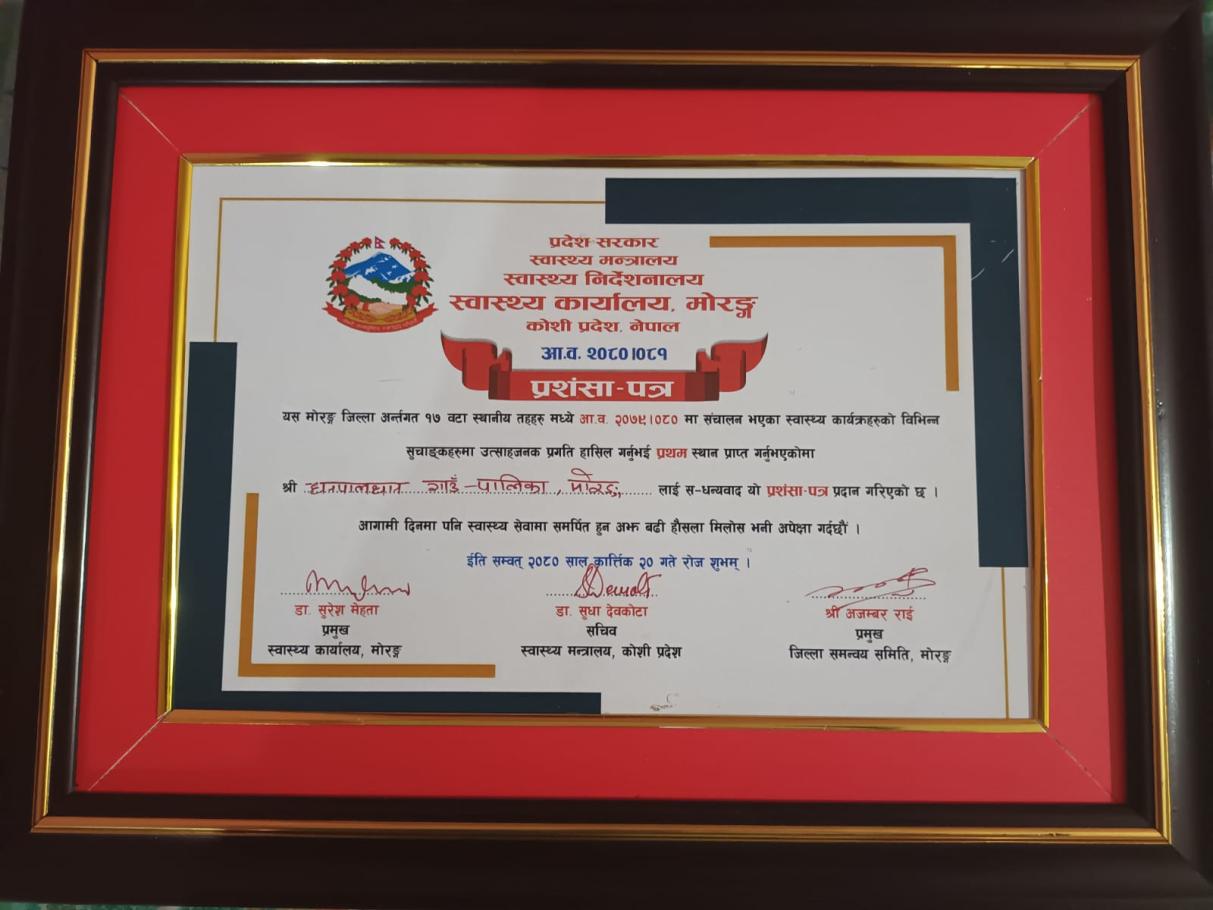 प्रदेश सरकार
स्वास्थ्य मन्त्रालय
स्वास्थ्य निर्देशनालय
स्वास्थ्य कार्यालय, मोरङ्ग
कोशी प्रदेश, नेपाल
आ.व. २०८०।०८१
प्रशंसा-पत्र
यस मोरङ्ग जिल्ला अर्न्तगत १७ वटा स्थानीय तहहरु मध्ये आ.व. २०७९।०८० मा संचालन भएका स्वास्थ्य कार्यक्रहरुको विभिन्न
सुचाङ्कहरुमा उत्साहजनक प्रगति हासिल गर्नुभई प्रथम स्थान प्राप्त गर्नुभएकोमा
श्री धनपालथान गाउँ-पालिका, मोरङ, लाई स-धन्यवाद यो प्रशंसा-पत्र प्रदान गरिएको छ ।
आगामी दिनमा पनि स्वास्थ्य सेवामा समर्पित हुन अझ बढी हौसला मिलोस भनी अपेक्षा गर्दछौं ।
ईति सम्वत् २०८० साल कार्त्तिक २० गते रोज शुभम् ।
डा. सुरेश मेहता
प्रमुख
स्वास्थ्य कार्यालय, मोरङ्ग
डा. सुधा देवकोटा
सचिव
स्वास्थ्य मन्त्रालय, कोशी प्रदेश
श्री अजम्बर राई
प्रमुख
जिल्ला समन्वय समिति, मोरङ्ग